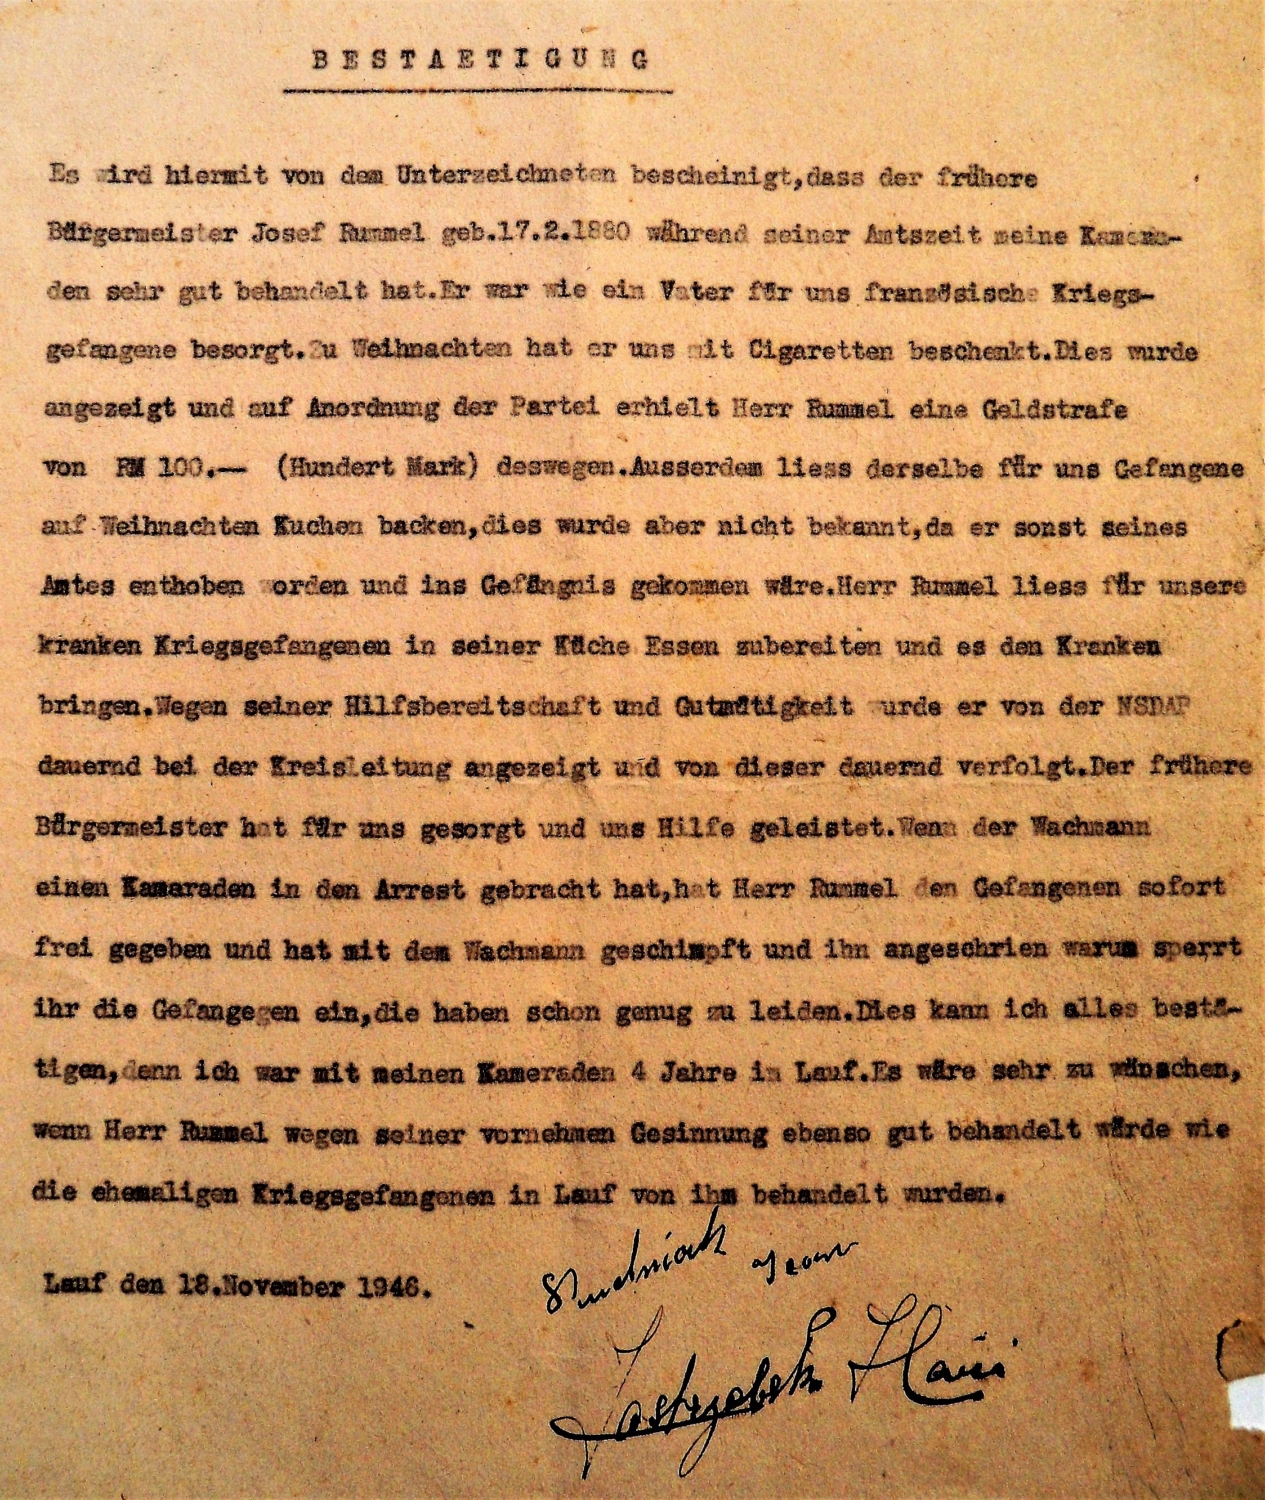 BESTAETIGUNG
Es wird hiermit von dem Unterzeichneten bescheinigt,dass der frühere
Bürgermeister Josef Rummel geb.17.2.1880 während seiner Amtszeit meine Kamera-
den sehr gut behandelt hat.Er war wie ein Vater für uns französische Kriegs-
gefangene besorgt.Zu Weihnachten hat er uns mit Cigaretten beschenkt.Dies wurde
angezeigt und auf Anordnung der Partei erhielt Herr Rummel eine Geldstrafe
von RM 100.-- (Hundert Mark) deswegen.Ausserdem liess derselbe für uns Gefangene
auf Weihnachten Kuchen backen,dies wurde aber nicht bekannt,da er sonst seines
Amtes enthoben worden und ins Gefängnis gekommen wäre.Herr Rummel liess für unsere
kranken Kriegsgefangenen in seiner Küche Essen zubereiten und es den Kranken
bringen.Wegen seiner Hilfsbereitschaft und Gutmütigkeit wurde er von der NSDAP
dauernd bei der Kreisleitung angezeigt und von dieser dauernd verfolgt.Der frühere
Bürgermeister hat für uns gesorgt und uns Hilfe geleistet.Wenn der Wachmann
einen Kamaraden in den Arrest gebracht hat,hat Herr Rummel den Gefangenen sofort
frei gegeben und hat mit dem Wachmann geschimpft und ihn angeschrien warum sperrt
ihr die Gefangegen ein,die haben schon genug zu leiden.Dies kann ich alles bestä-
tigen,denn ich war mit meinen Kameraden 4 Jahre in Lauf.Es wäre sehr zu wünschen,
wenn Herr Rummel wegen seiner vornehmen Gesinnung ebenso gut behandelt würde wie
die ehemaligen Kriegsgefangenen in Lauf von ihm behandelt wurden.
Lauf den 18.November 1946.